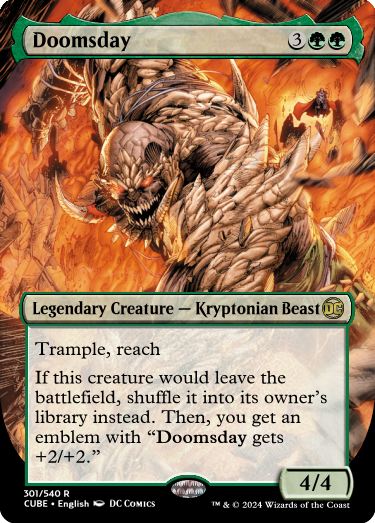 Doomsday 3
Legendary Creature — Kryptonian Beast DC
Trample, reach
If this creature would leave the
battlefield, shuffle it into its owner's
library instead. Then, you get an
emblem with “Doomsday gets
+2/+2.”
4/4
301/540 R
CUBE • English DC COMICS
™ & © 2024 Wizards of the Coast